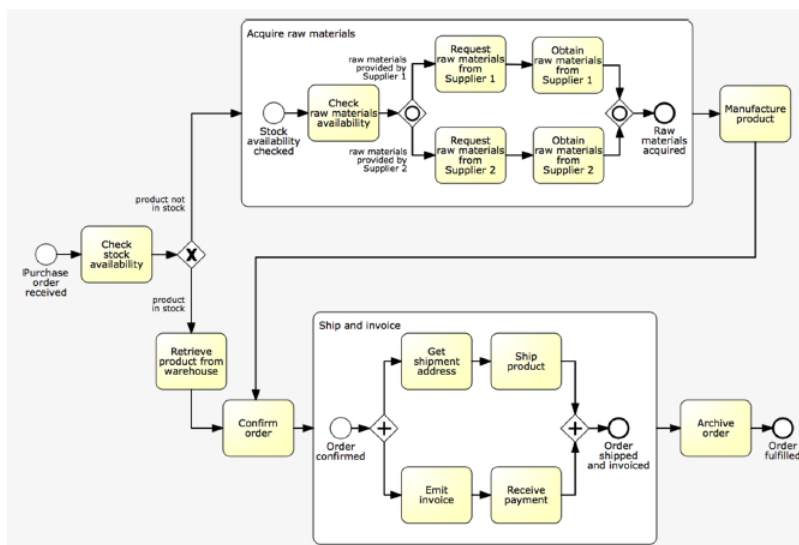 Acquire raw materials
raw materials
provided by
Supplier 1
Request
raw materials
from
Supplier 1
Obtain
raw materials
from
Supplier 1
Check
raw materials
availability
Stock
availability
checked
raw materials
provided by
Supplier 2
Request
raw materials
from
Supplier 2
Obtain
raw materials
from
Supplier 2
Raw
materials
acquired
Manufacture
product
product not
in stock
Check
stock
availability
X
Purchase
order
received
product
in stock
Retrieve
product from
warehouse
Confirm
order
Ship and invoice
Get
shipment
address
Ship
product
Order
confirmed
Emit
invoice
Receive
payment
Order
shipped
and invoiced
Archive
order
Order
fulfilled